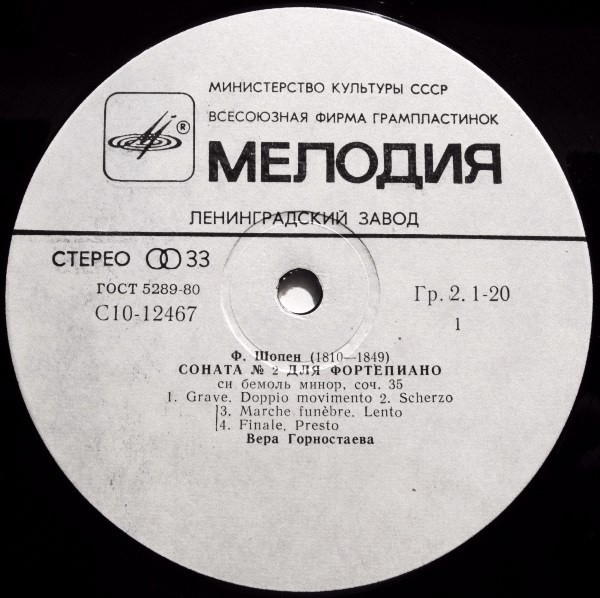 МИНИСТЕРСТВО КУЛЬТУРЫ СССР
ВСЕСОЮЗНАЯ ФИРМА ГРАМПЛАСТИНОК
®
МЕЛОДИЯ
ЛЕНИНГРАДСКИЙ ЗАВОД
СТЕРЕО 33
ГОСТ 5289-80
С10-12467
Гр. 2. 1-20
1
Ф. Шопен (1810—1849)
СОНАТА № 2 ДЛЯ ФОРТЕПИАНО
си бемоль минор, соч. 35
1. Grave. Doppio movimento 2. Scherzo
3. Marche funèbre. Lento
4. Finale. Presto
Вера Горностаева